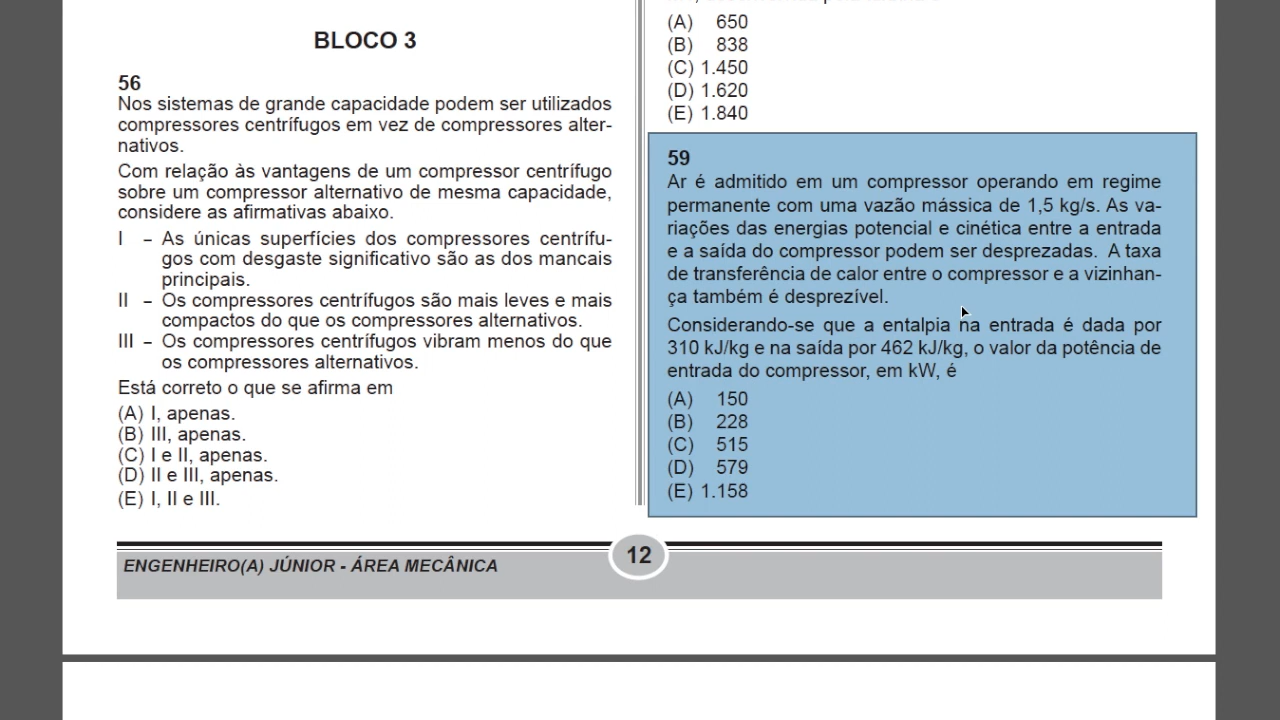 BLOCO 3
56
Nos sistemas de grande capacidade podem ser utilizados
compressores centrífugos em vez de compressores alter-
nativos.
Com relação às vantagens de um compressor centrífugo
sobre um compressor alternativo de mesma capacidade,
considere as afirmativas abaixo.
I – As únicas superfícies dos compressores centrífu-
gos com desgaste significativo são as dos mancais
principais.
II – Os compressores centrífugos são mais leves e mais
compactos do que os compressores alternativos.
III – Os compressores centrífugos vibram menos do que
os compressores alternativos.
Está correto o que se afirma em
(A) I, apenas.
(B) III, apenas.
(C) I e II, apenas.
(D) II e III, apenas.
(E) I, II e III.
(A) 650
(B) 838
(C) 1.450
(D) 1.620
(E) 1.840
59
Ar é admitido em um compressor operando em regime
permanente com uma vazão mássica de 1,5 kg/s. As va-
riações das energias potencial e cinética entre a entrada
e a saída do compressor podem ser desprezadas. A taxa
de transferência de calor entre o compressor e a vizinhan-
ça também é desprezível.
Considerando-se que a entalpia na entrada é dada por
310 kJ/kg e na saída por 462 kJ/kg, o valor da potência de
entrada do compressor, em kW, é
(A) 150
(B) 228
(C) 515
(D) 579
(E) 1.158
12
ENGENHEIRO(A) JÚNIOR - ÁREA MECÂNICA